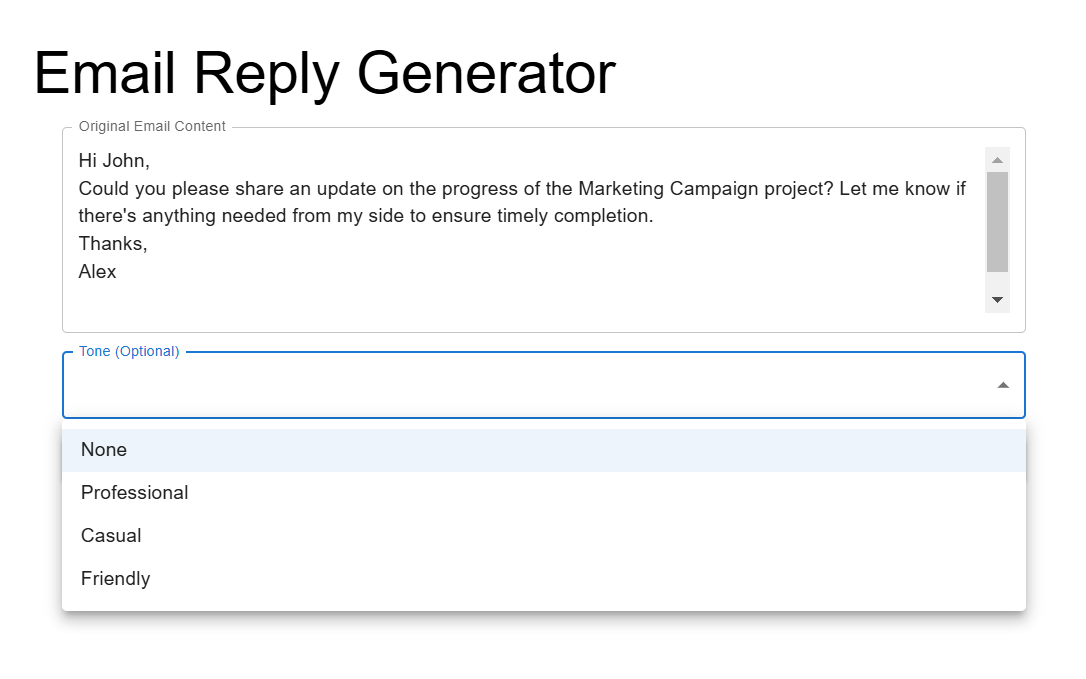 Email Reply Generator
Original Email Content
Hi John,
Could you please share an update on the progress of the Marketing Campaign project? Let me know if
there's anything needed from my side to ensure timely completion.
Thanks,
Alex
Tone (Optional)
None
Professional
Casual
Friendly